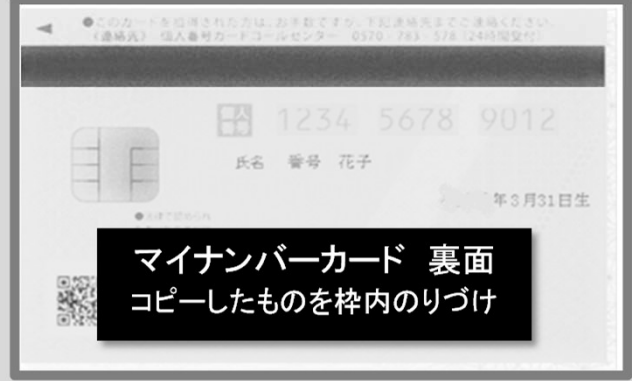 ●このカードを拾得された方は、お手数ですが、下記連絡先までご連絡ください。
《連絡先》 個人番号カードコールセンター 0570-783-578（24時間受付）
個人番号 1234 5678 9012
氏名 番号 花子
年3月31日生
マイナンバーカード 裏面
コピーしたものを枠内のりづけ